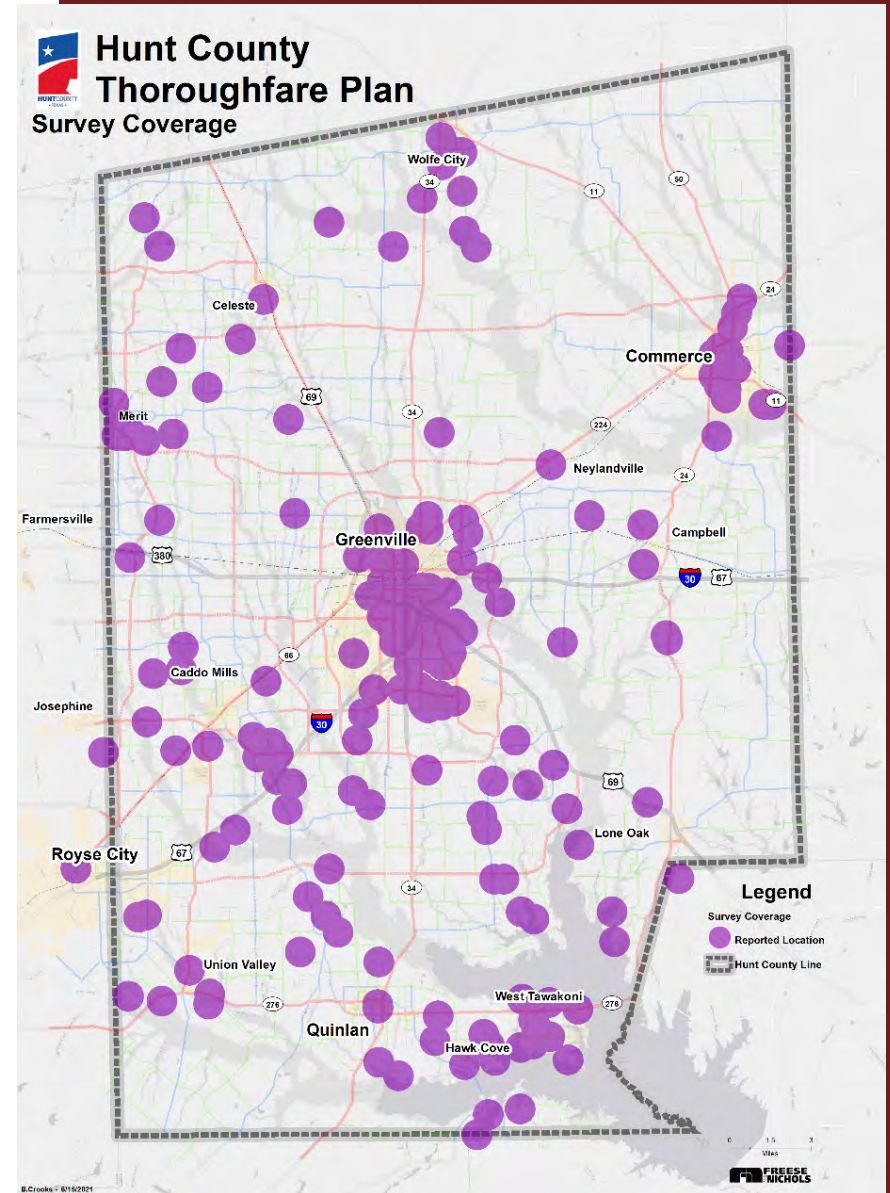 Hunt County
Thoroughfare Plan
Survey Coverage
HUNT COUNTY
TEXAS
Wolfe City
34
11
50
24
Celeste
Commerce
69
11
Merit
34
224
Neylandville
24
Farmersville
Greenville
Campbell
380
30
67
66
Caddo Mills
Josephine
30
69
Lone Oak
Royse City
67
34
Legend
Survey Coverage
Reported Location
Hunt County Line
Union Valley
276
West Tawakoni
276
Quinlan
Hawk Cove
0 1.5 3
Miles
FREESE
NICHOLS
B.Crooks - 6/15/2021